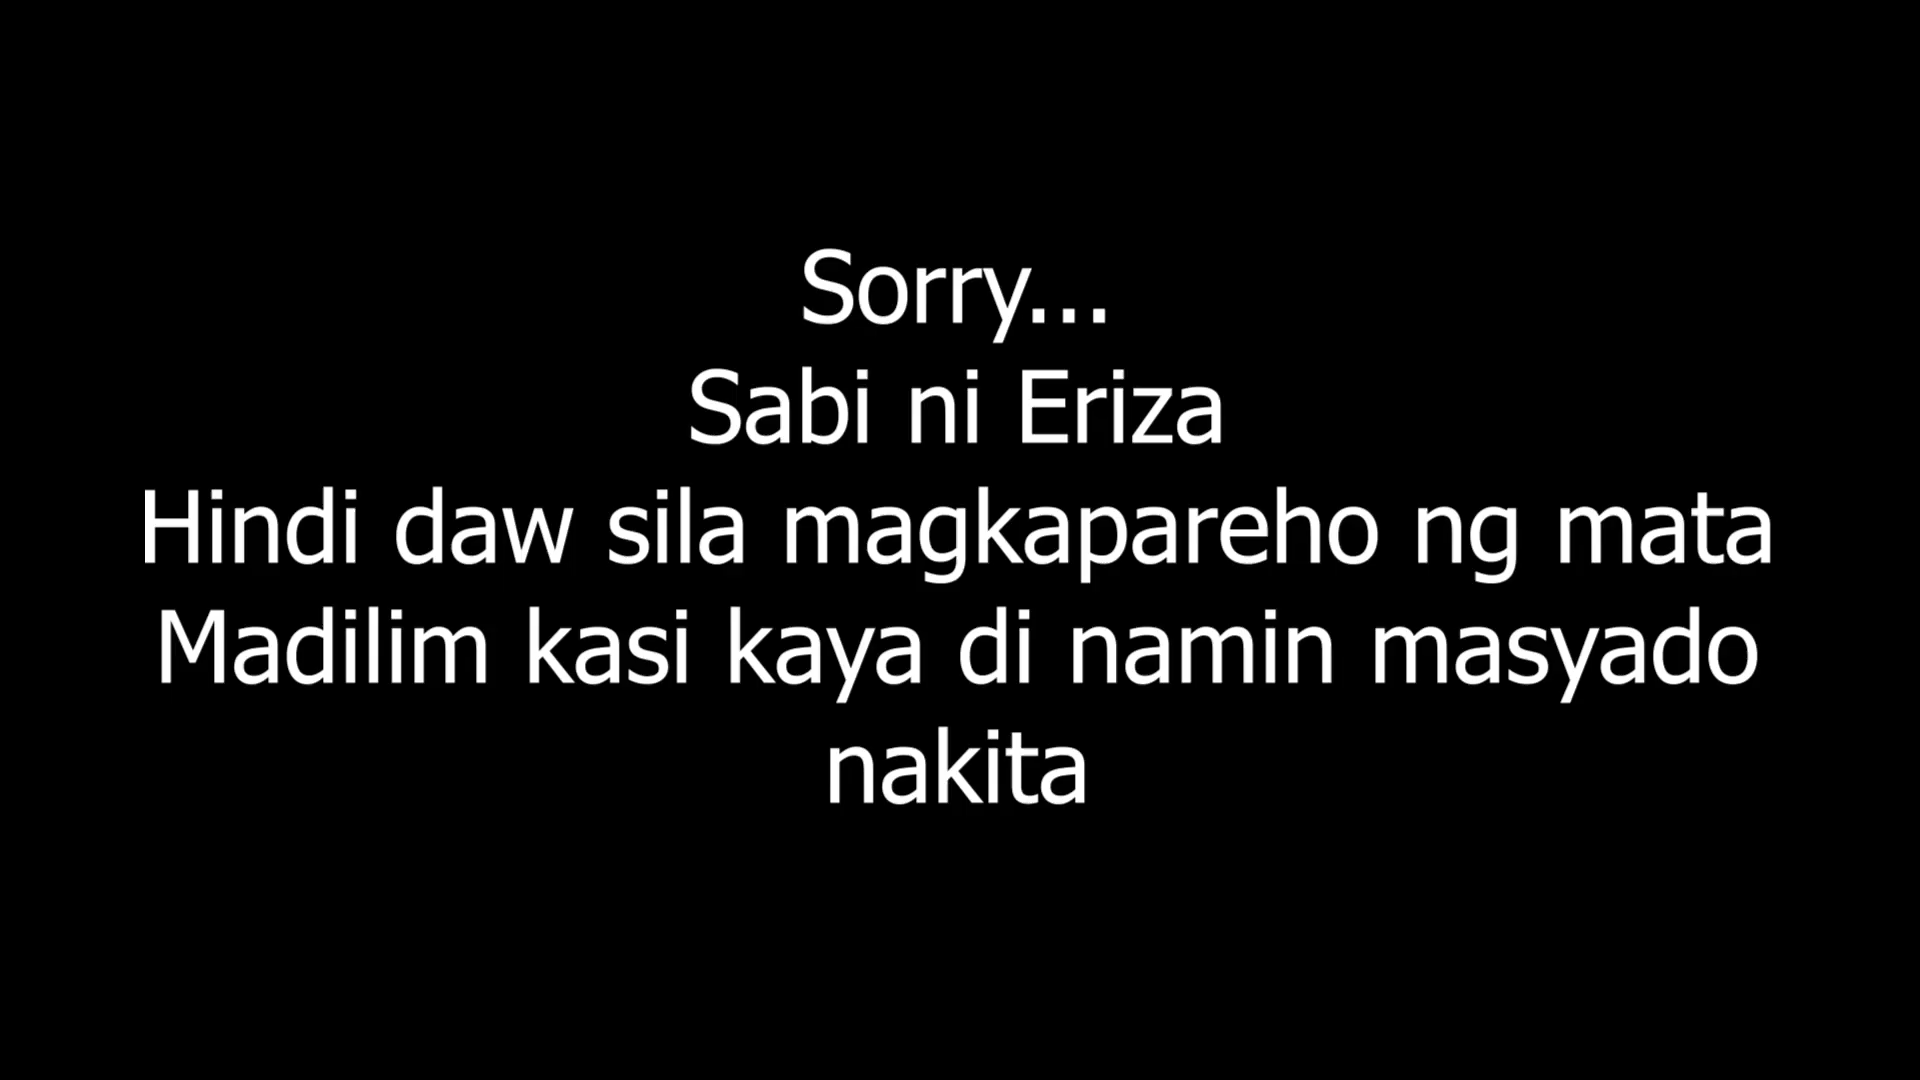 Sorry...
Sabi ni Eriza
Hindi daw sila magkapareho ng mata
Madilim kasi kaya di namin masyado
nakita